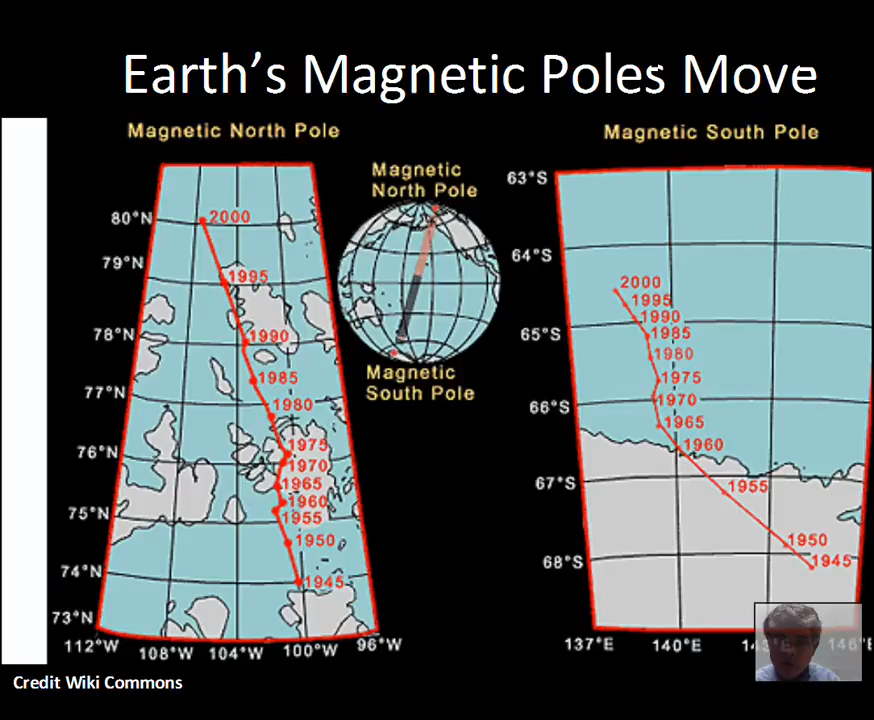 Earth's Magnetic Poles Move
Magnetic North Pole
80°N
79°N
78°N
77°N
76°N
75°N
74°N
73°N
2000
1995
1990
1985
1980
1975
1970
1965
1960
1955
1950
1945
112°W
108°W
104°W
100°W
96°W
Magnetic
North Pole
Magnetic
South Pole
Magnetic South Pole
63°S
64°S
65°S
66°S
67°S
68°S
2000
1995
1990
1985
1980
1975
1970
1965
1960
1955
1950
1945
137°E
140°E
Credit Wiki Commons